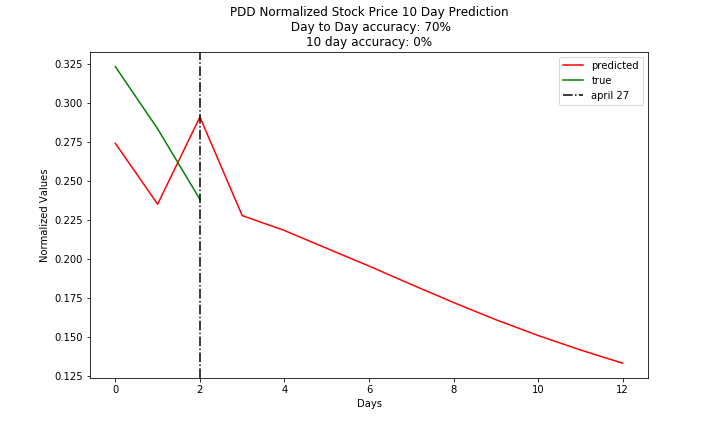 PDD Normalized Stock Price 10 Day Prediction
Day to Day accuracy: 70%
10 day accuracy: 0%
predicted
true
april 27
0.325
0.300
0.275
0.250
0.225
0.200
0.175
0.150
0.125
Normalized Values
0 2 4 6 8 10 12
Days